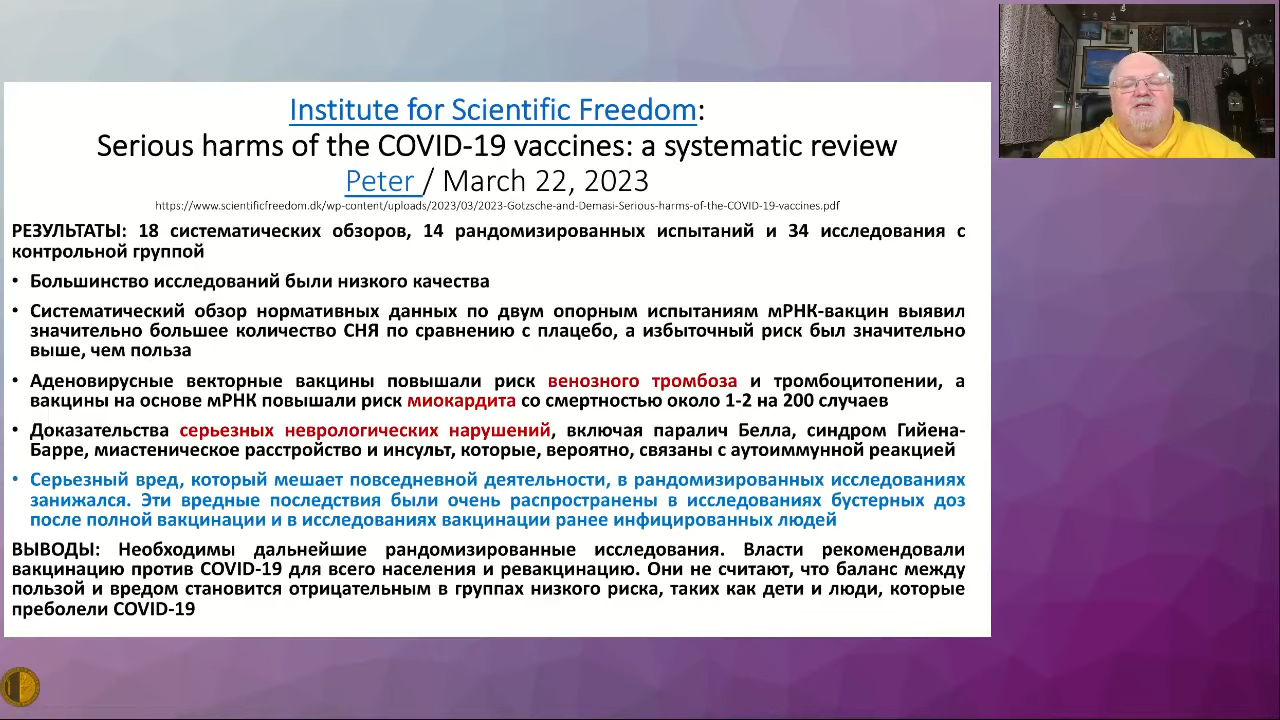 Institute for Scientific Freedom:
Serious harms of the COVID-19 vaccines: a systematic review
Peter / March 22, 2023
https://www.scientificfreedom.dk/wp-content/uploads/2023/03/2023-Gotzsche-and-Demasi-Serious-harms-of-the-COVID-19-vaccines.pdf
РЕЗУЛЬТАТЫ: 18 систематических обзоров, 14 рандомизированных испытаний и 34 исследования с
контрольной группой
• Большинство исследований были низкого качества
• Систематический обзор нормативных данных по двум опорным испытаниям мРНК-вакцин выявил
значительно большее количество СНЯ по сравнению с плацебо, а избыточный риск был значительно
выше, чем польза
• Аденовирусные векторные вакцины повышали риск венозного тромбоза и тромбоцитопении, а
вакцины на основе мРНК повышали риск миокардита со смертностью около 1-2 на 200 случаев
• Доказательства серьезных неврологических нарушений, включая паралич Белла, синдром Гийена-
Барре, миастеническое расстройство и инсульт, которые, вероятно, связаны с аутоиммунной реакцией
• Серьезный вред, который мешает повседневной деятельности, в рандомизированных исследованиях
занижался. Эти вредные последствия были очень распространены в исследованиях бустерных доз
после полной вакцинации и в исследованиях вакцинации ранее инфицированных людей
ВЫВОДЫ: Необходимы дальнейшие рандомизированные исследования. Власти рекомендовали
вакцинацию против COVID-19 для всего населения и ревакцинацию. Они не считают, что баланс между
пользой и вредом становится отрицательным в группах низкого риска, таких как дети и люди, которые
преболели COVID-19